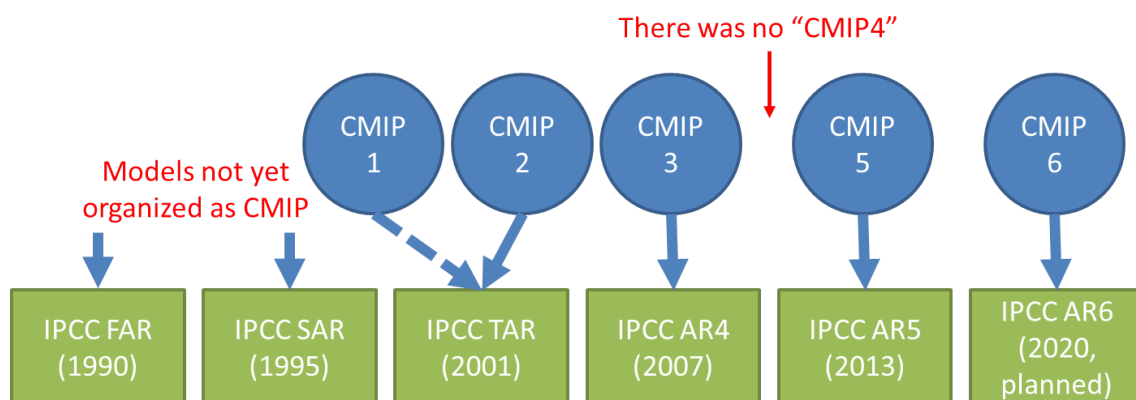 There was no “CMIP4”
CMIP
1
CMIP
2
CMIP
3
CMIP
5
CMIP
6
Models not yet
organized as CMIP
IPCC FAR
(1990)
IPCC SAR
(1995)
IPCC TAR
(2001)
IPCC AR4
(2007)
IPCC AR5
(2013)
IPCC AR6
(2020,
planned)